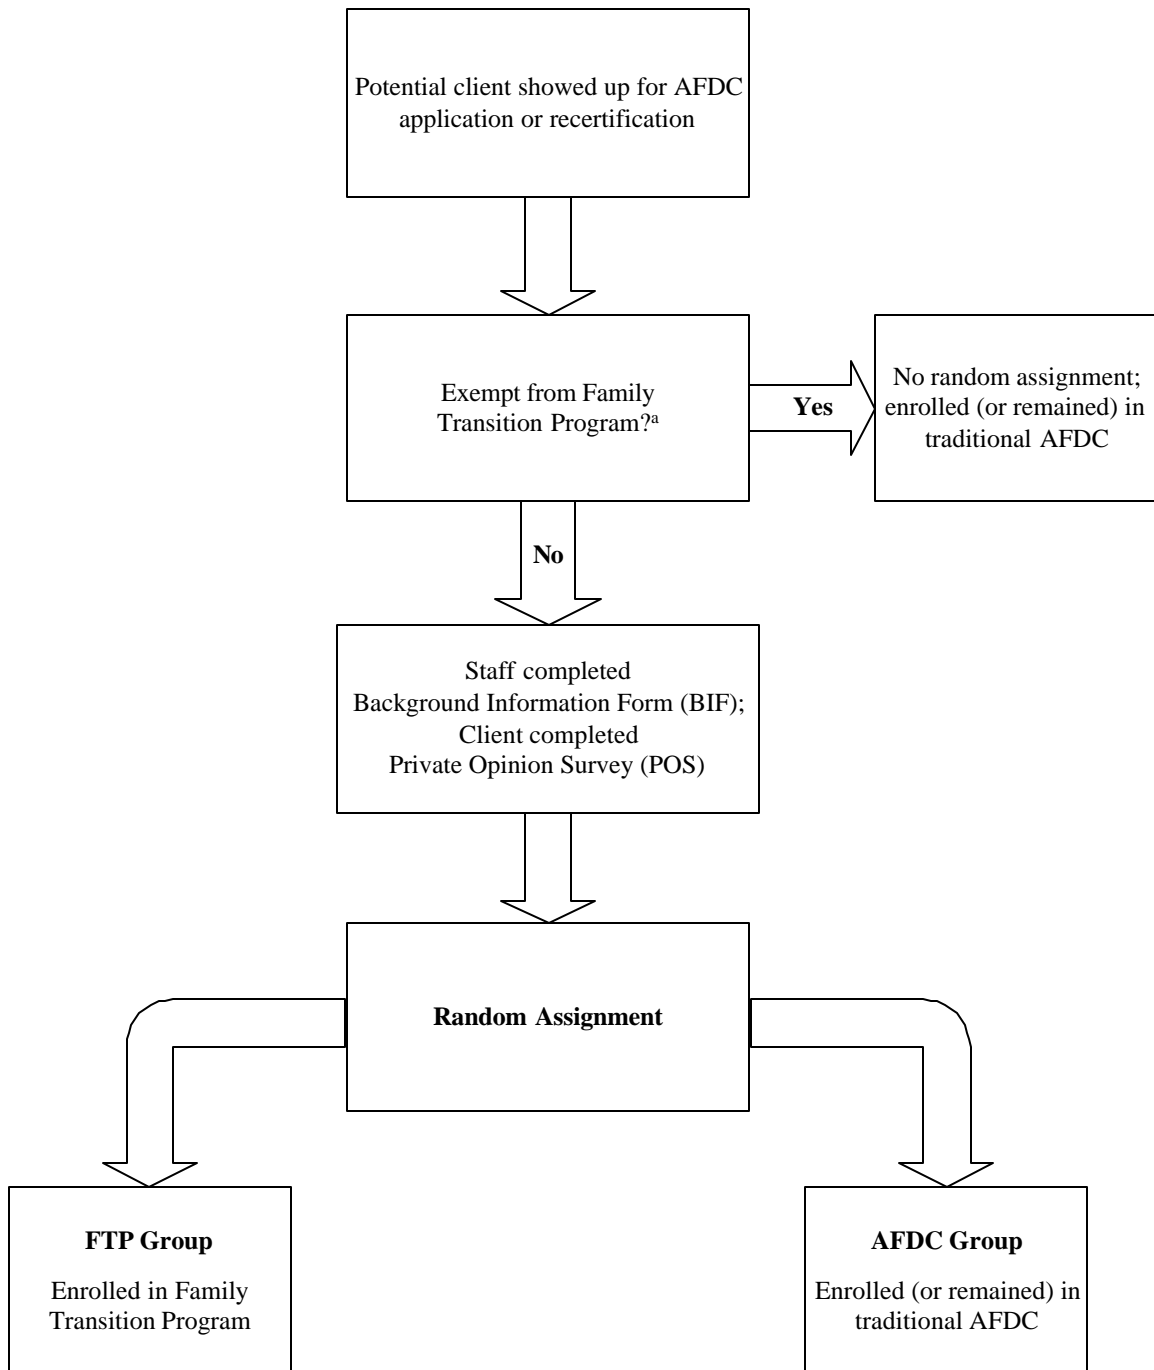 Potential client showed up for AFDC
application or recertification
Exempt from Family
Transition Program?ª
Yes
No random assignment;
enrolled (or remained) in
traditional AFDC
No
Staff completed
Background Information Form (BIF);
Client completed
Private Opinion Survey (POS)
Random Assignment
FTP Group
Enrolled in Family
Transition Program
AFDC Group
Enrolled (or remained) in
traditional AFDC